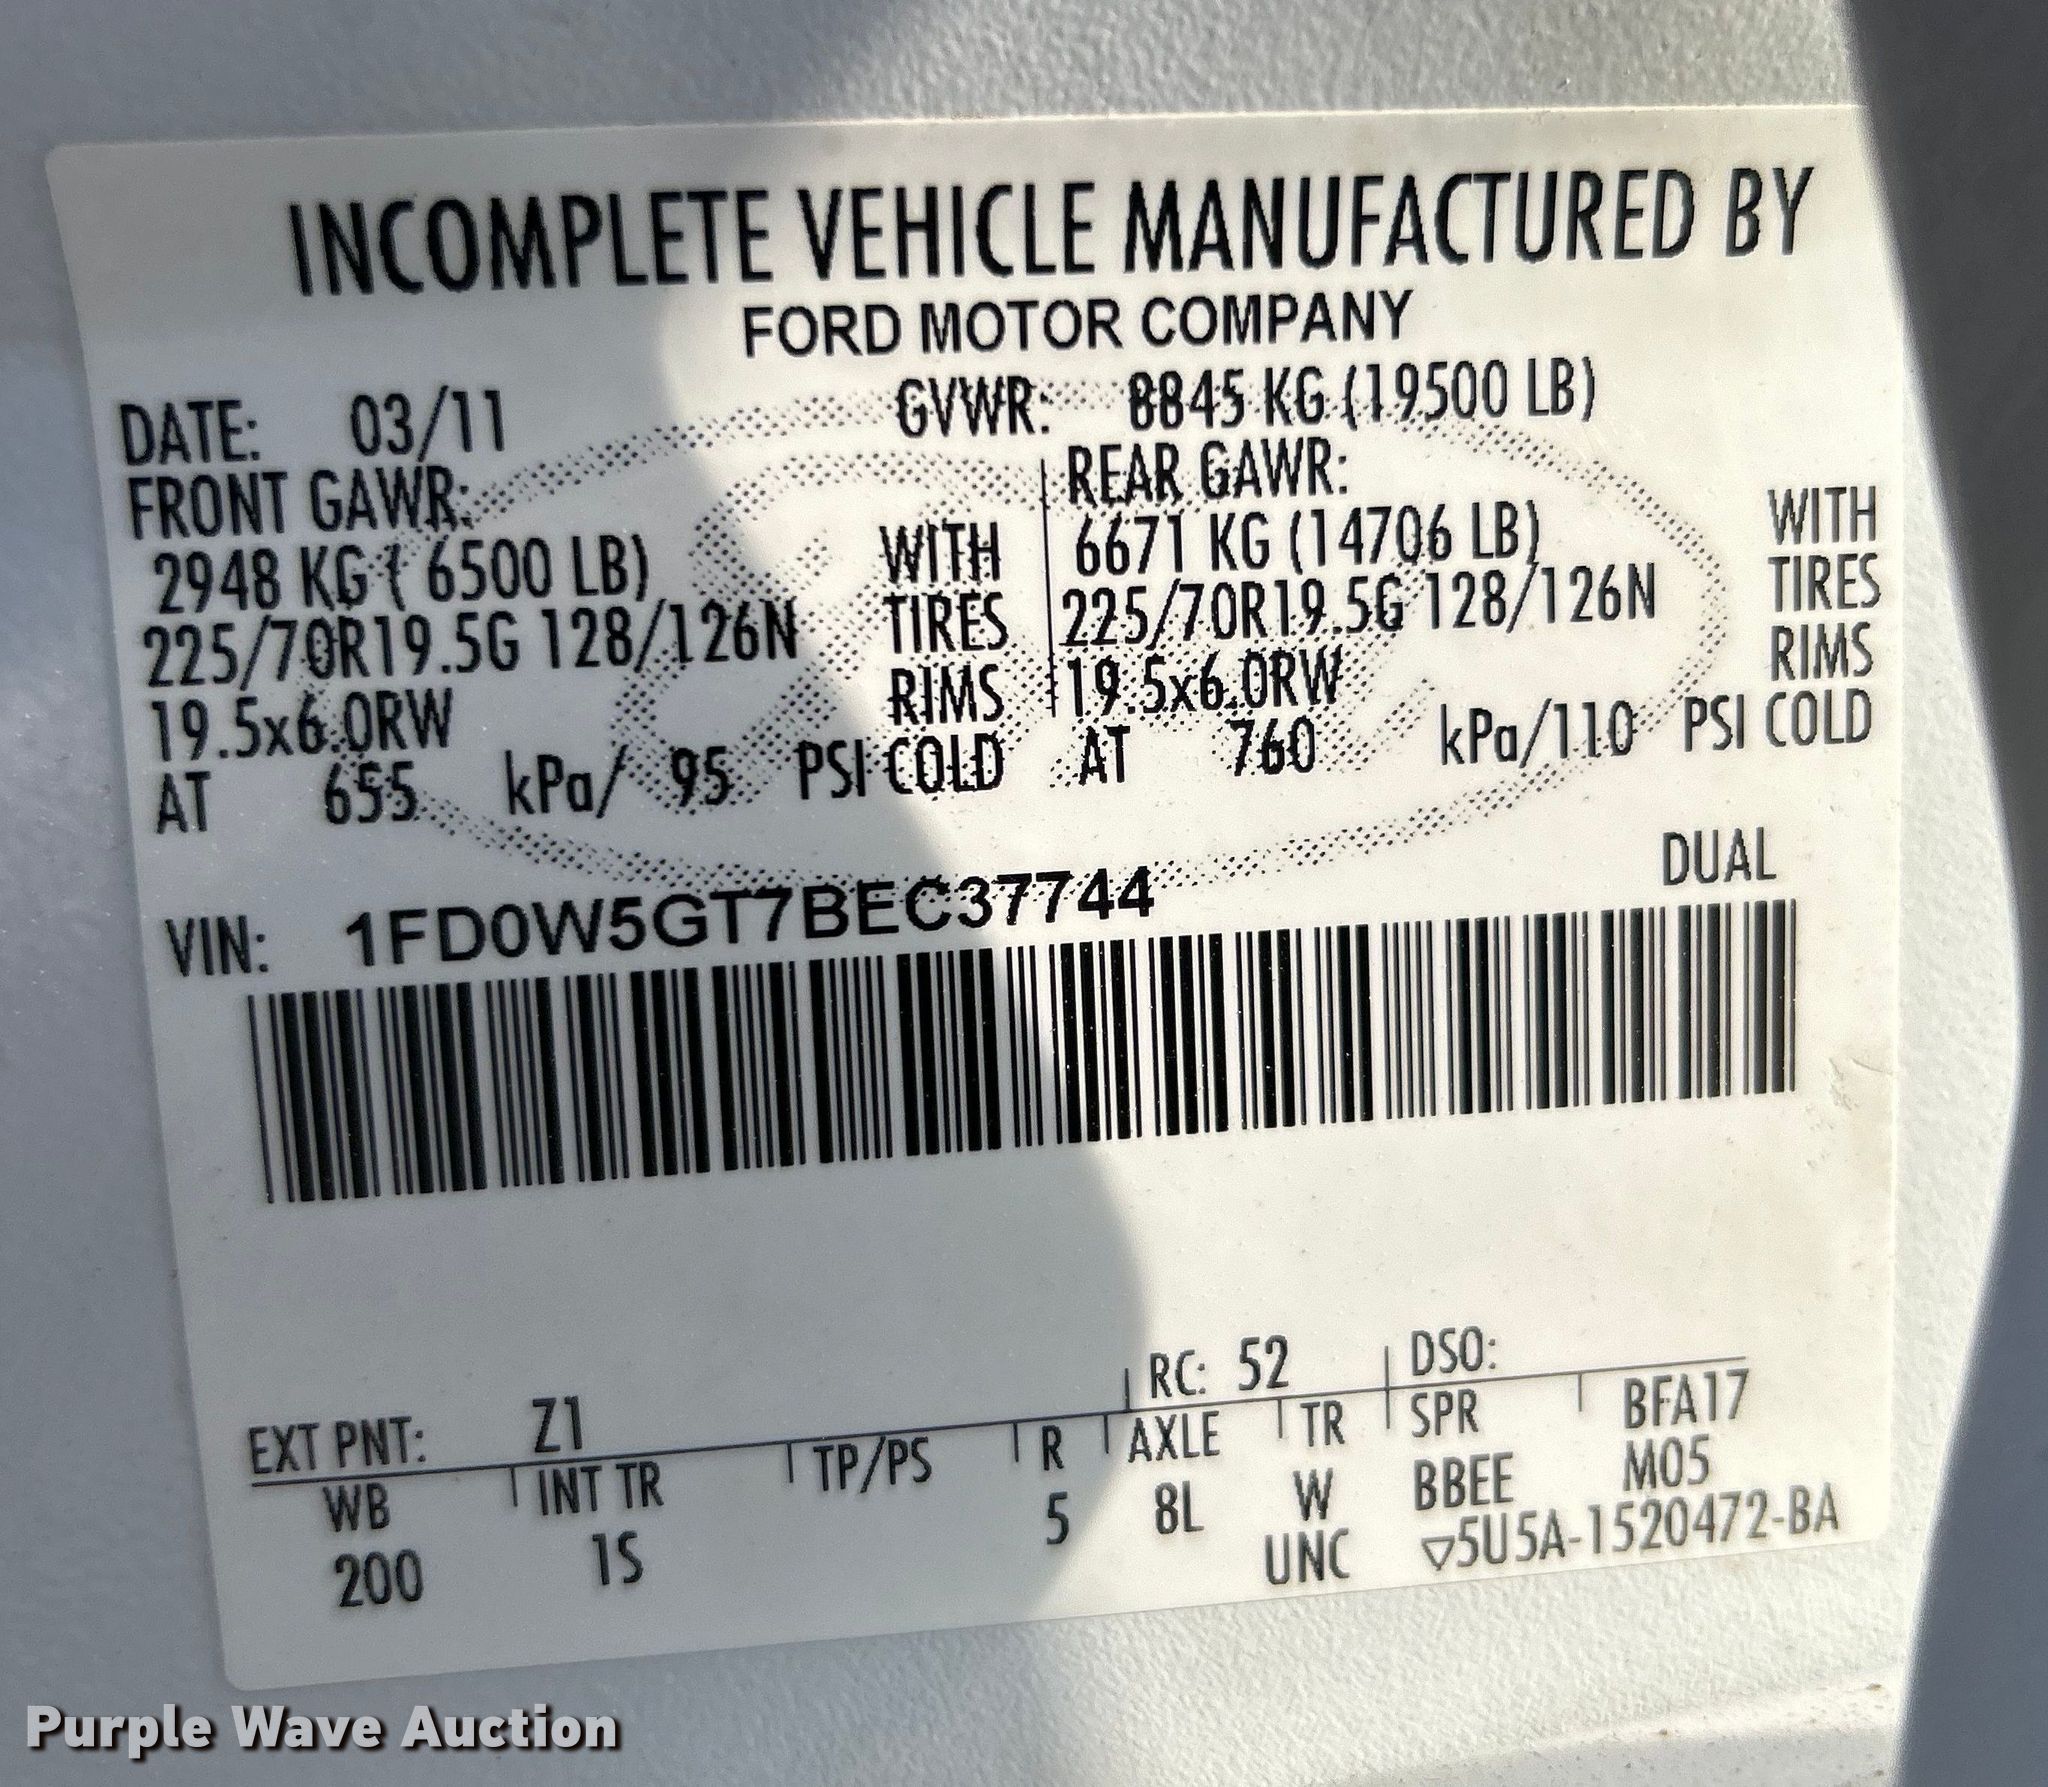 INCOMPLETE VEHICLE MANUFACTURED BY
FORD MOTOR COMPANY
DATE: 03/11 GVWR: 8845 KG (19500 LB)
FRONT GAWR: REAR GAWR:
2948 KG ( 6500 LB) WITH 6671 KG (14706 LB) WITH
225/70R19.5G 128/126N TIRES 225/70R19.5G 128/126N TIRES
19.5x6.0RW RIMS 19.5x6.0RW RIMS
AT 655 kPa/ 95 PSI COLD AT 760 kPa/110 PSI COLD
DUAL
VIN: 1FD0W5GT7BEC37744
RC: 52 DSO:
EXT PNT: Z1
WB INT TR TP/PS R AXLE TR SPR BFA17
200 1S 5 8L W BBEE M05
UNC ▽5U5A-1520472-BA
Purple Wave Auction